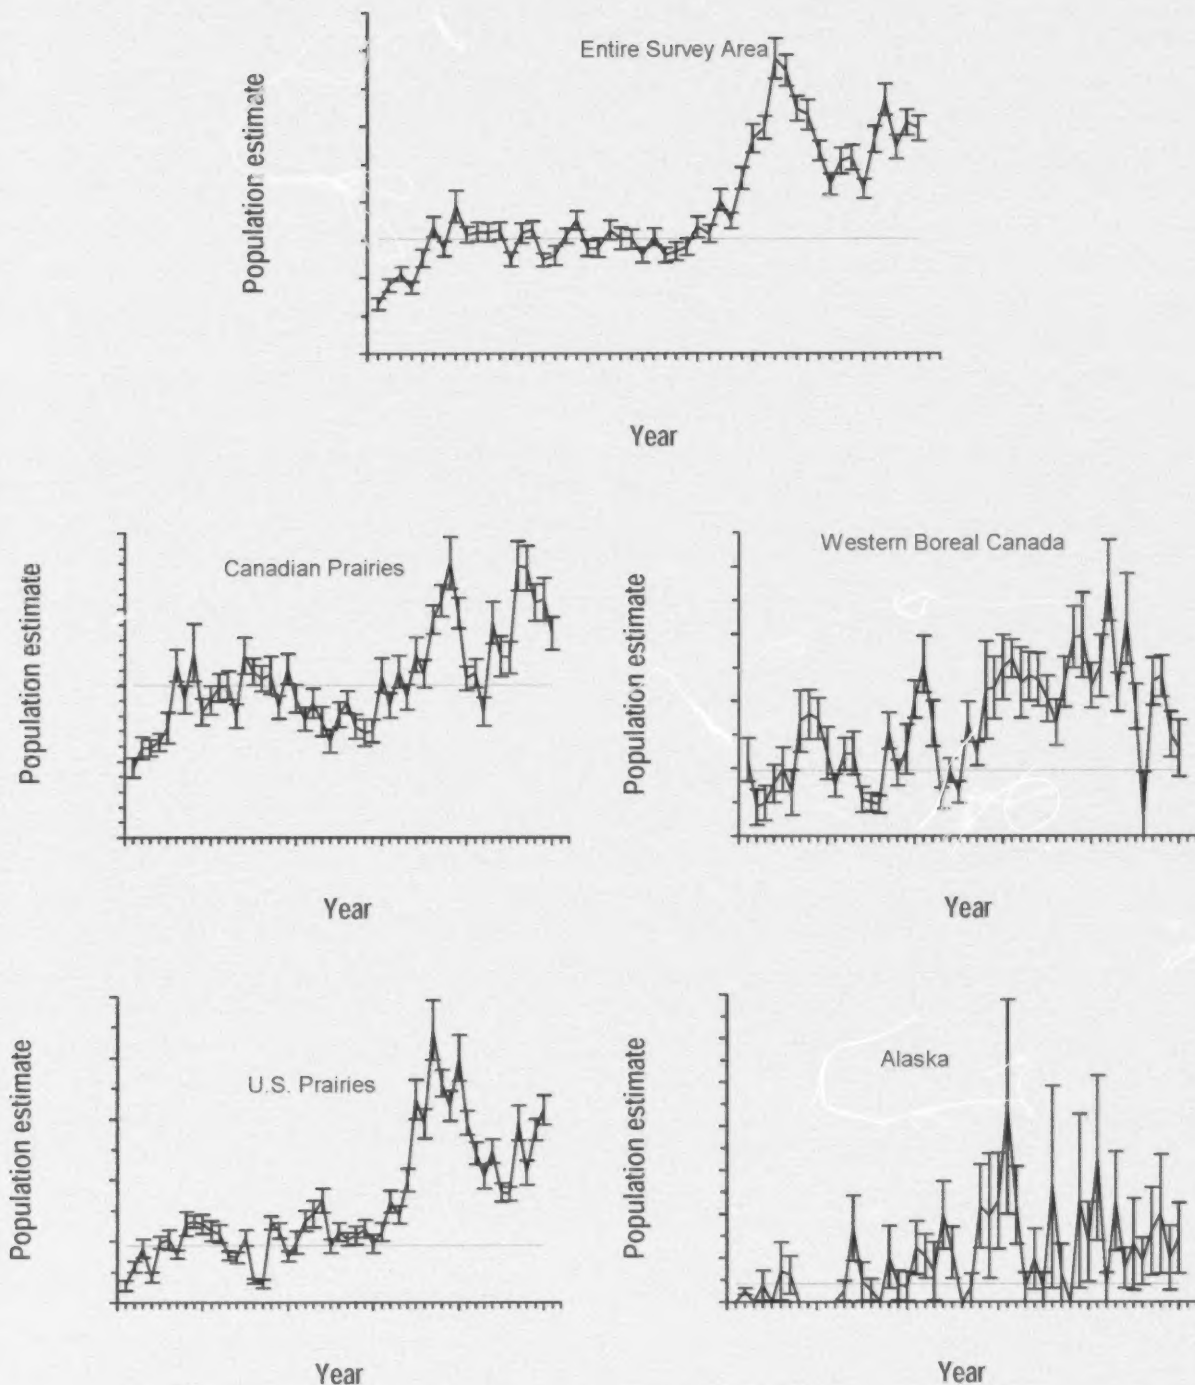 Entire Survey Area
Population estimate
Year
Canadian Prairies
Population estimate
Year
Western Boreal Canada
Population estimate
Year
U.S. Prairies
Population estimate
Year
Alaska
Population estimate
Year